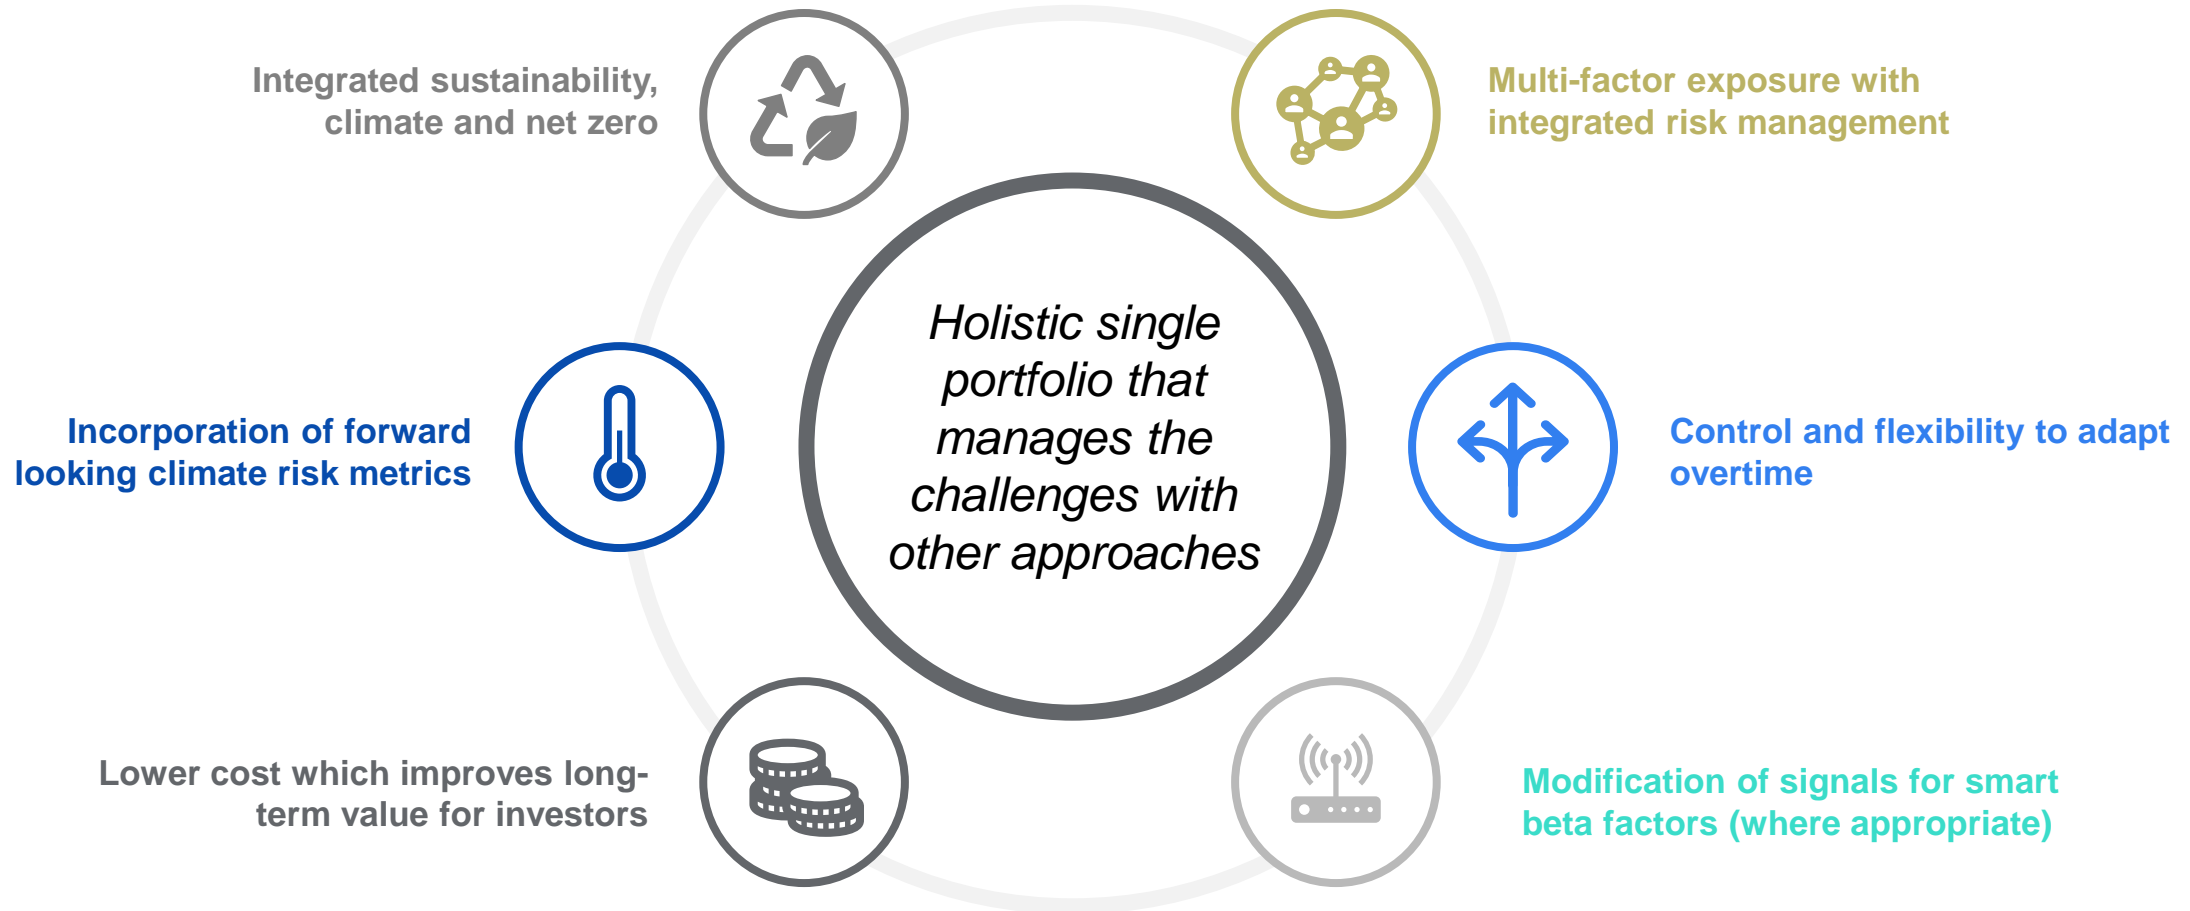 Integrated sustainability,
climate and net zero
Multi-factor exposure with
integrated risk management
Holistic single
portfolio that
manages the
challenges with
other approaches
Incorporation of forward
looking climate risk metrics
Control and flexibility to adapt
overtime
Lower cost which improves long-
term value for investors
Modification of signals for smart
beta factors (where appropriate)